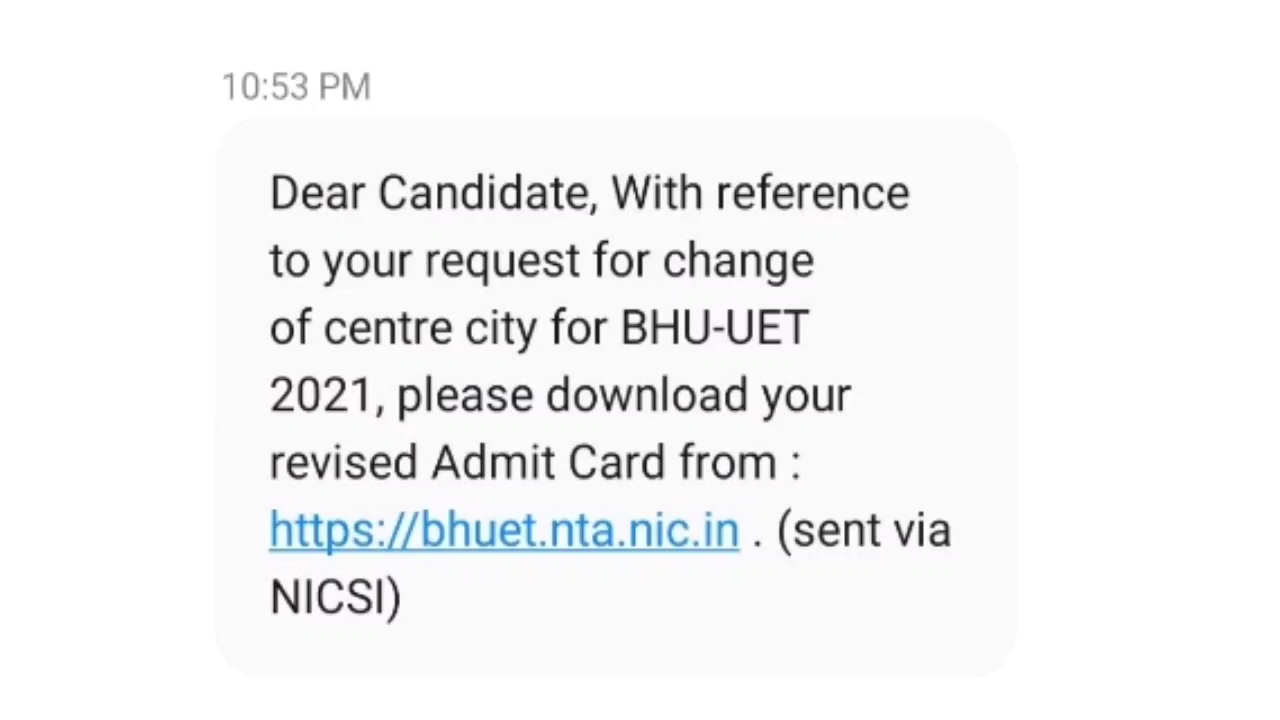 10:53 PM
Dear Candidate, With reference
to your request for change
of centre city for BHU-UET
2021, please download your
revised Admit Card from :
https://bhuet.nta.nic.in . (sent via
NICSI)